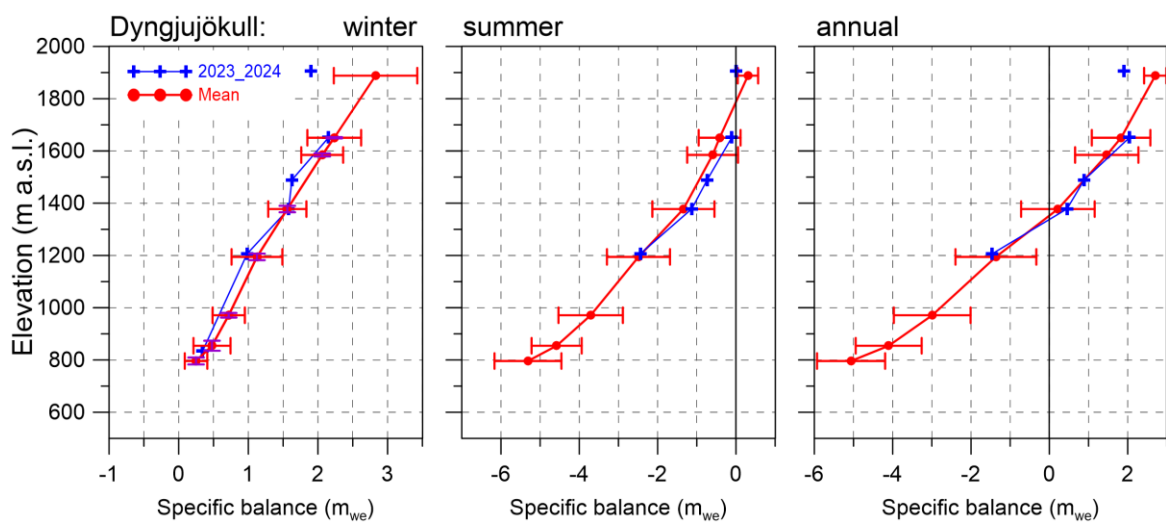 Dyngjujökull: winter summer annual
2000
1800
1600
1400
1200
1000
800
600
Elevation (m a.s.l.)
2023_2024
Mean
-1 0 1 2 3 -6 -4 -2 0 -6 -4 -2 0 2
Specific balance (mwe) Specific balance (mwe) Specific balance (mwe)